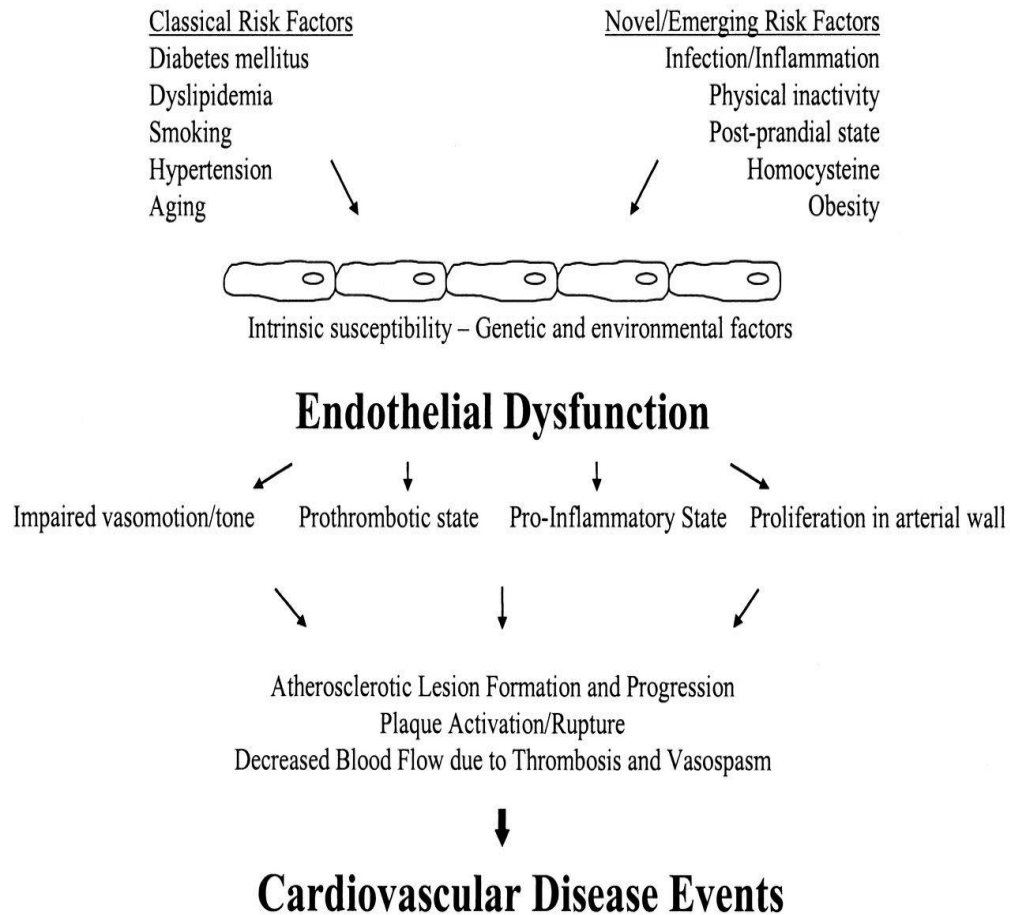 Classical Risk Factors
Diabetes mellitus
Dyslipidemia
Smoking
Hypertension
Aging
Novel/Emerging Risk Factors
Infection/Inflammation
Physical inactivity
Post-prandial state
Homocysteine
Obesity
Intrinsic susceptibility – Genetic and environmental factors
Endothelial Dysfunction
Impaired vasomotion/tone
Prothrombotic state
Pro-Inflammatory State
Proliferation in arterial wall
Atherosclerotic Lesion Formation and Progression
Plaque Activation/Rupture
Decreased Blood Flow due to Thrombosis and Vasospasm
Cardiovascular Disease Events